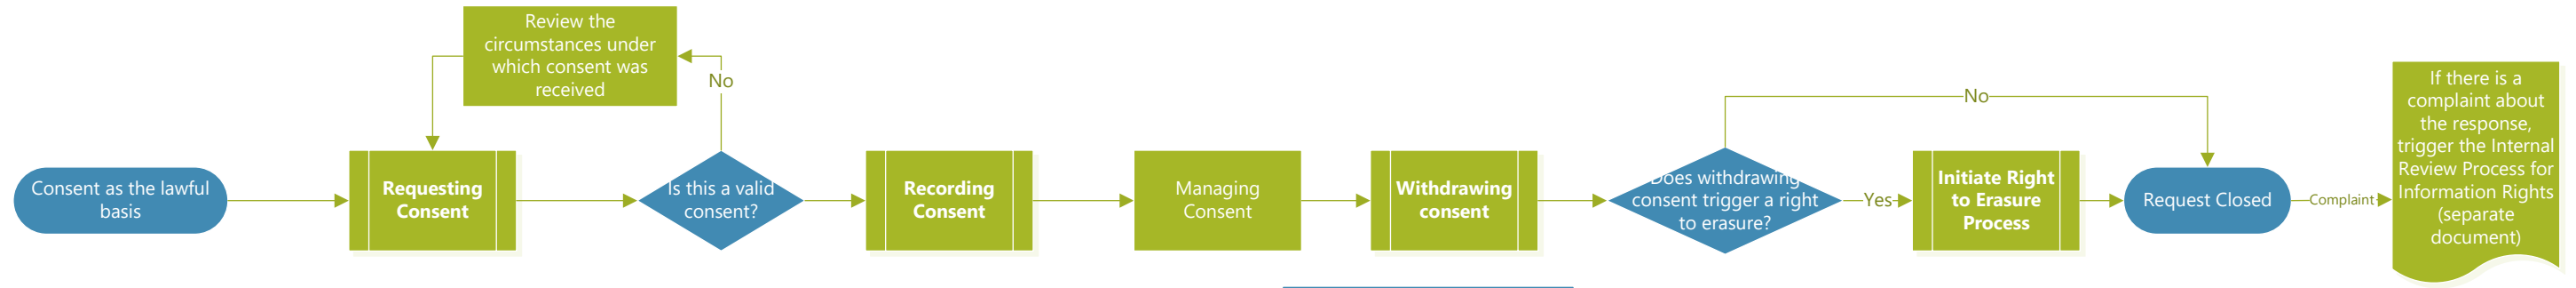 Consent as the lawful
basis
Review the
circumstances under
which consent was
received
No
Requesting
Consent
Is this a valid
consent?
Recording
Consent
Managing
Consent
Withdrawing
consent
Does withdrawing
consent trigger a right
to erasure?
No
Yes
Initiate Right
to Erasure
Process
Request Closed
Complaint
If there is a
complaint about
the response,
trigger the Internal
Review Process for
Information Rights
(separate
document)